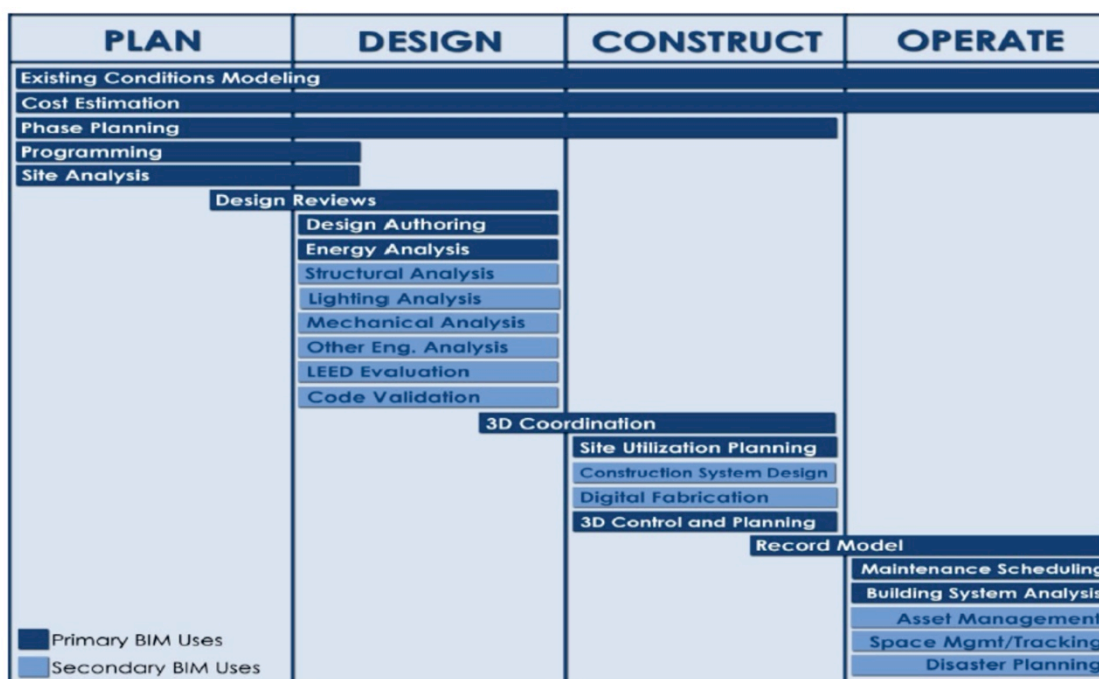 PLAN DESIGN CONSTRUCT OPERATE
Existing Conditions Modeling
Cost Estimation
Phase Planning
Programming
Site Analysis
Design Reviews
Design Authoring
Energy Analysis
Structural Analysis
Lighting Analysis
Mechanical Analysis
Other Eng. Analysis
LEED Evaluation
Code Validation
3D Coordination
Site Utilization Planning
Construction System Design
Digital Fabrication
3D Control and Planning
Record Model
Maintenance Scheduling
Building System Analysis
Asset Management
Space Mgmt/Tracking
Disaster Planning
Primary BIM Uses
Secondary BIM Uses